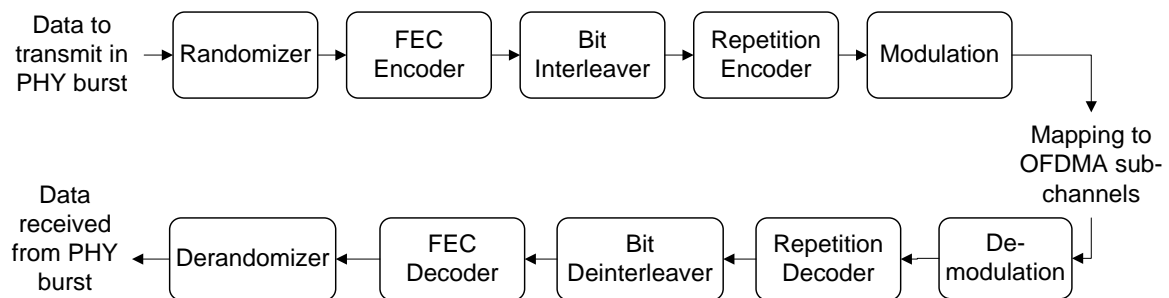 Data to
transmit in
PHY burst
Randomizer
FEC
Encoder
Bit
Interleaver
Repetition
Encoder
Modulation
Mapping to
OFDMA sub-
channels
De-
modulation
Repetition
Decoder
Bit
Deinterleaver
FEC
Decoder
Derandomizer
Data
received
from PHY
burst